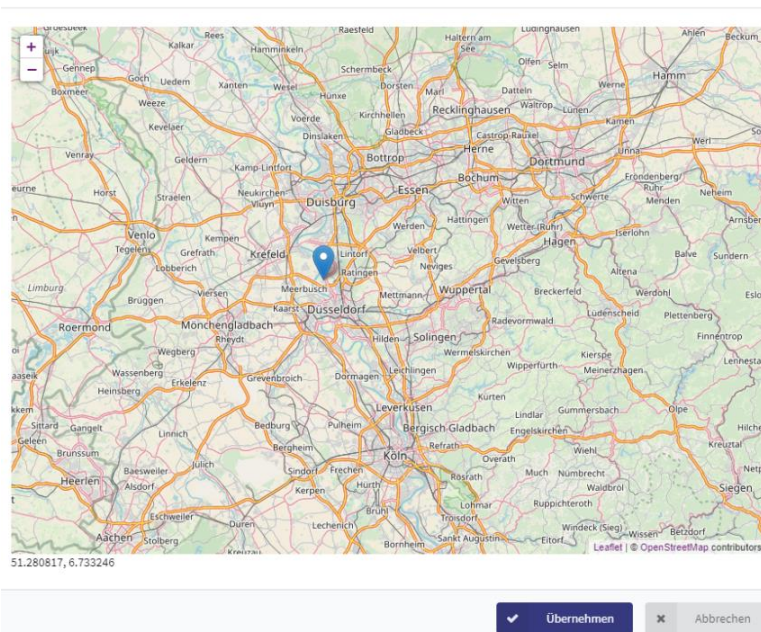 Groesbeek Rees Raesfeld Haltern am See Lüdinghausen Ahlen Beckum
+
−
Kalkar Hamminkeln Olfen Selm
Gennep Goch Uedem Xanten Wesel Schermbeck Dorsten Marl Datteln Werne Hamm
Boxmeer Weeze Hünxe Recklinghausen Waltrop Lünen
Kevelaer Voerde Kirchhellen Kamen
Dinslaken Gladbeck Castrop-Rauxel
Venray Geldern Kamp-Lintfort Bottrop Herne Dortmund Unna Werl
Horst Straelen Neukirchen-Vluyn Duisburg Essen Bochum Witten Schwerte Fröndenberg/Ruhr Menden Neheim
Venlo Kempen Werden Hattingen Wetter (Ruhr) Hagen Iserlohn Arnsber
Tegelen Grefrath Krefeld Lintorf Velbert Gevelsberg Balve Sundern
Lobberich Ratingen Neviges Altena
Limburg Brüggen Viersen Meerbusch Mettmann Wuppertal Breckerfeld Werdohl
Roermond Mönchengladbach Kaarst Düsseldorf Radevormwald Lüdenscheid Plettenberg
Rheydt Hilden Solingen Finnentrop
Wegberg Wermelskirchen Kierspe
Wassenberg Erkelenz Grevenbroich Dormagen Leichlingen Wipperfürth Meinerzhagen Lennesta
Heinsberg Kürten
Leverkusen Lindlar Gummersbach Olpe
Sittard Gangelt Linnich Bedburg Pulheim Bergisch Gladbach Engelskirchen Hilche
Geleen Brunssum Bergheim Köln Refrath Kreuztal
Baesweiler Jülich Sindorf Frechen Overath Much Nümbrecht Netp
Heerlen Alsdorf Kerpen Hürth Rösrath Waldbröl Siegen
Brühl Lohmar Ruppichteroth
Eschweiler Düren Lechenich Troisdorf Windeck (Sieg)
Aachen Stolberg Bornheim Sankt Augustin Eitorf Wissen Betzdorf
Kreuzau Leaflet | © OpenStreetMap contributors
51.280817, 6.733246
Übernehmen Abbrechen